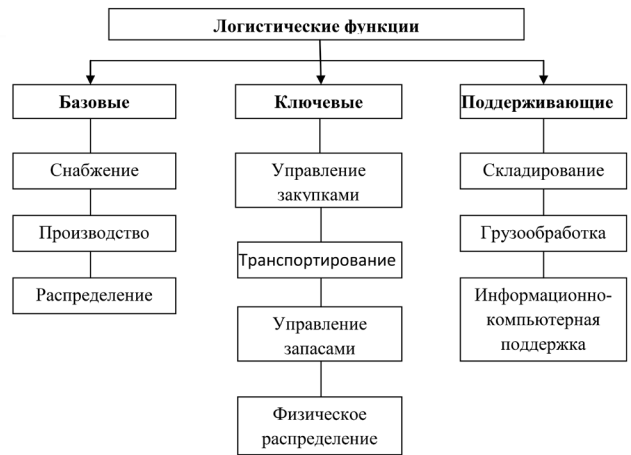 Логистические функции
Базовые
Снабжение
Производство
Распределение
Ключевые
Управление
закупками
Транспортирование
Управление
запасами
Физическое
распределение
Поддерживающие
Складирование
Грузообработка
Информационно-
компьютерная
поддержка